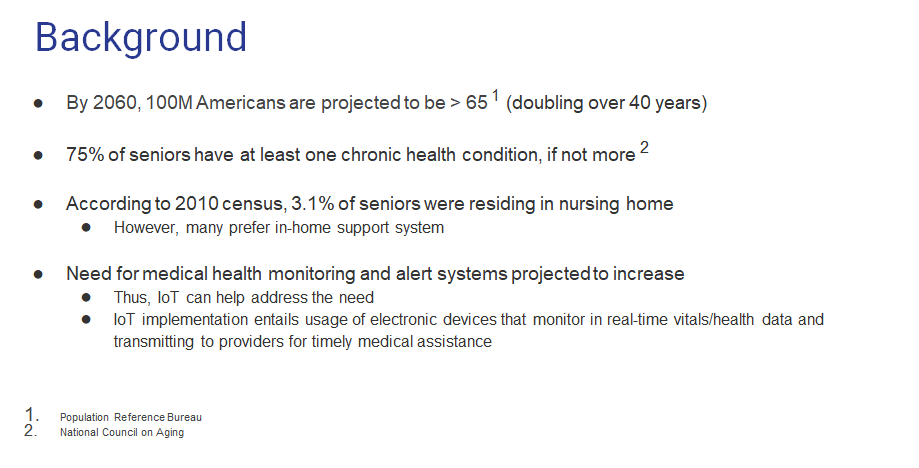 Background
● By 2060, 100M Americans are projected to be > 65 1 (doubling over 40 years)
● 75% of seniors have at least one chronic health condition, if not more 2
● According to 2010 census, 3.1% of seniors were residing in nursing home
● However, many prefer in-home support system
● Need for medical health monitoring and alert systems projected to increase
● Thus, IoT can help address the need
● IoT implementation entails usage of electronic devices that monitor in real-time vitals/health data and
transmitting to providers for timely medical assistance
1. Population Reference Bureau
2. National Council on Aging